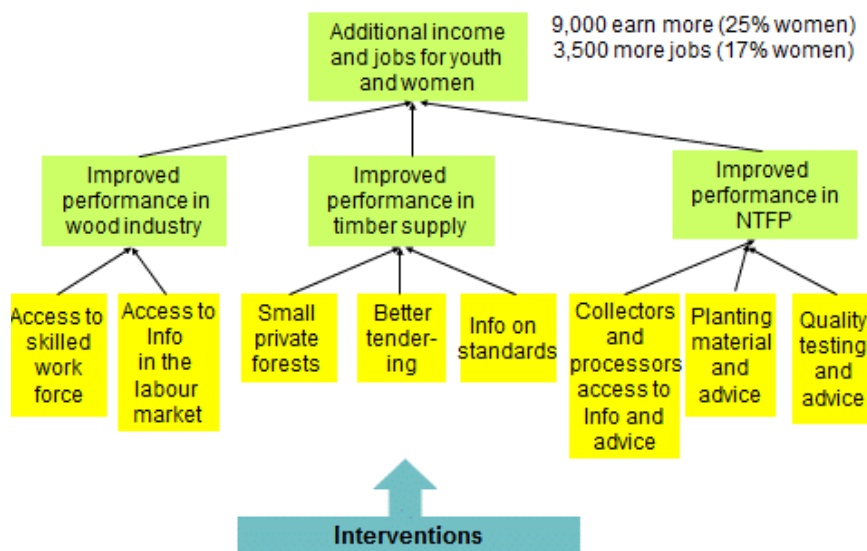 Additional income
and jobs for youth
and women
9,000 earn more (25% women)
3,500 more jobs (17% women)
Improved
performance in
wood industry
Improved
performance in
timber supply
Improved
performance in
NTFP
Access to
skilled work
force
Access to
Info
in the
labour
market
Small
private
forests
Better
tender-
ing
Info on
standards
Collectors
and
processors
access to
Info and
advice
Planting
material
and
advice
Quality
testing
and
advice
Interventions